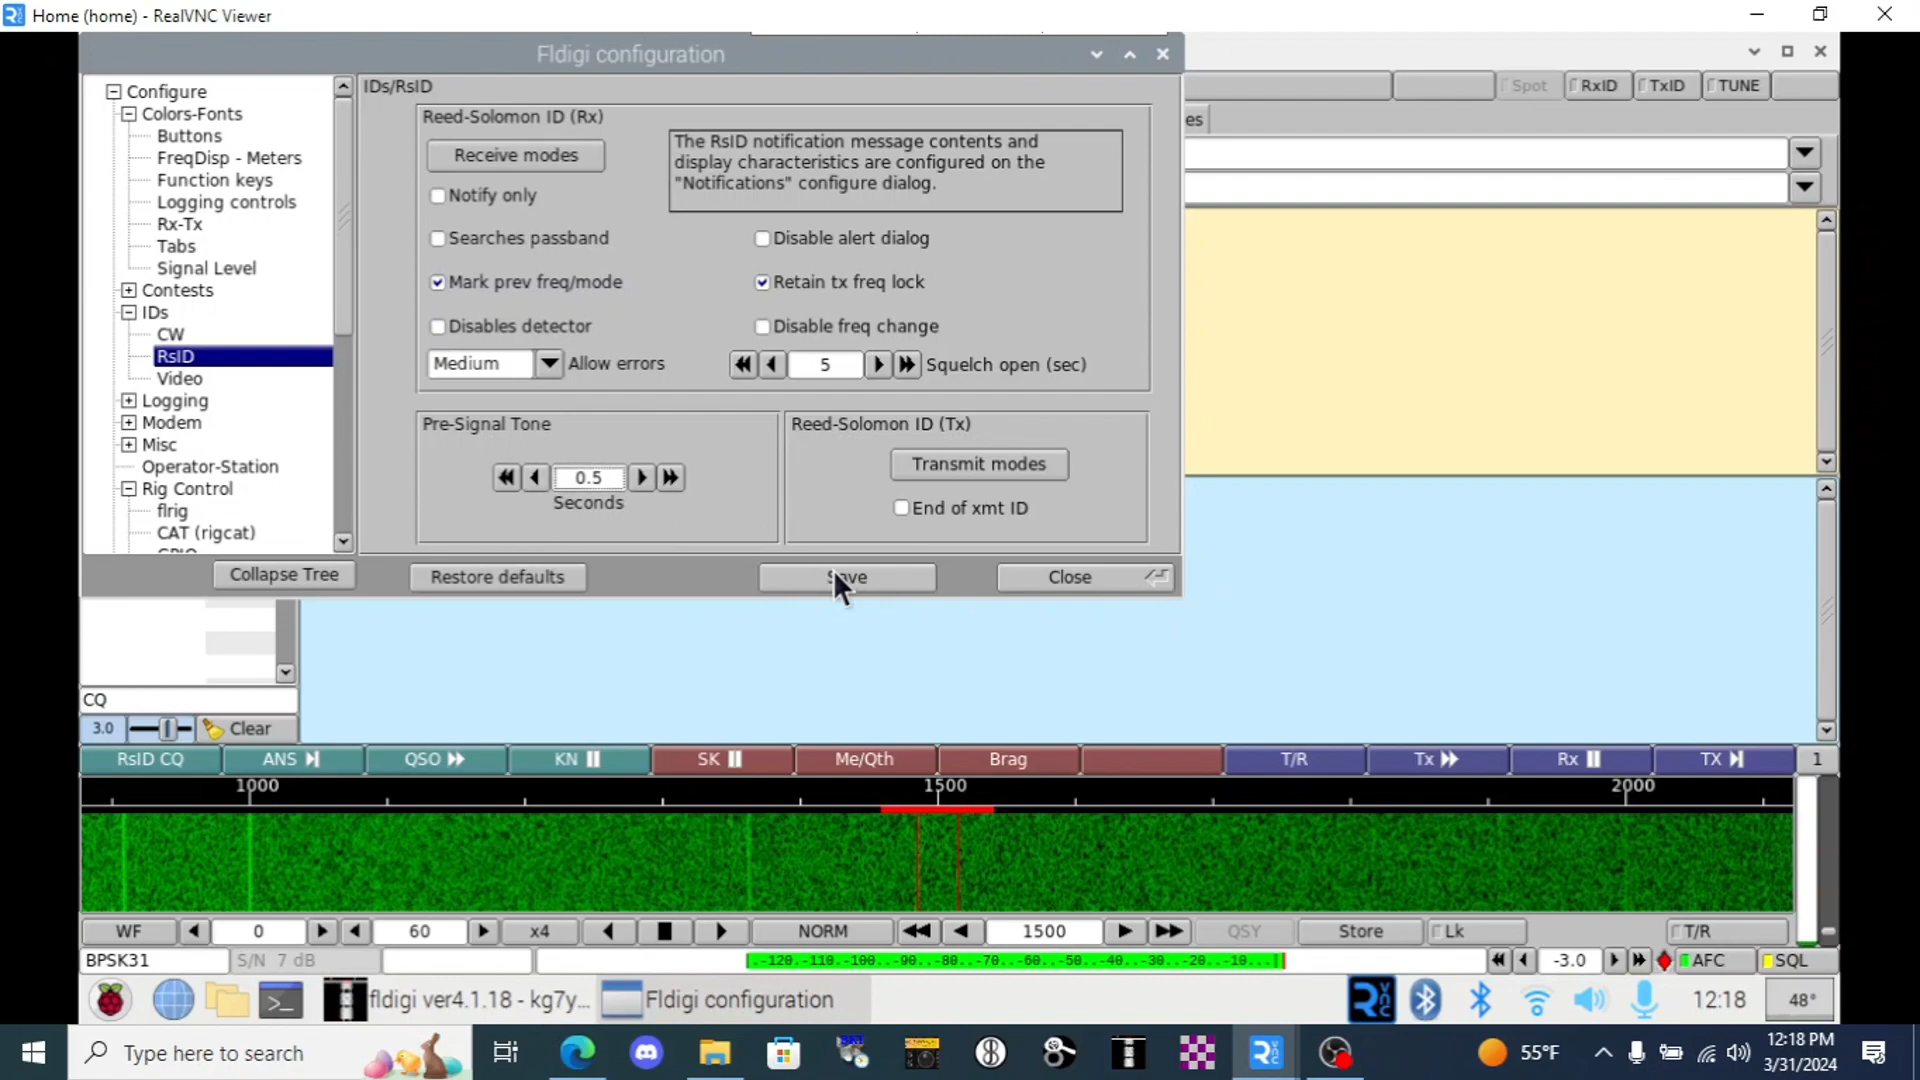 Home (home) - RealVNC Viewer
Fldigi configuration
Configure
Colors-Fonts
Buttons
FreqDisp - Meters
Function keys
Logging controls
Rx-Tx
Tabs
Signal Level
Contests
IDs
CW
RsID
Video
Logging
Modem
Misc
Operator-Station
Rig Control
flrig
CAT (rigcat)
Collapse Tree
IDs/RsID
Reed-Solomon ID (Rx)
Receive modes
The RsID notification message contents and
display characteristics are configured on the
"Notifications" configure dialog.
Notify only
Searches passband
Disable alert dialog
Mark prev freq/mode
Retain tx freq lock
Disables detector
Disable freq change
Medium Allow errors
5 Squelch open (sec)
Pre-Signal Tone
0.5
Seconds
Reed-Solomon ID (Tx)
Transmit modes
End of xmt ID
Restore defaults
Save
Close
Spot RxID TxID TUNE
es
CQ
3.0 Clear
RsID CQ ANS QSO KN SK Me/Qth Brag T/R Tx Rx TX 1
1000 1500 2000
WF 0 60 x4 NORM 1500 QSY Store Lk T/R
BPSK31 S/N 7 dB .-120.-110.-100..-90..-80..-70..-60..-50..-40..-30..-20..-10... -3.0 AFC SQL
fldigi ver4.1.18 - kg7y... Fldigi configuration 12:18 48°
Type here to search 55°F 12:18 PM
3/31/2024